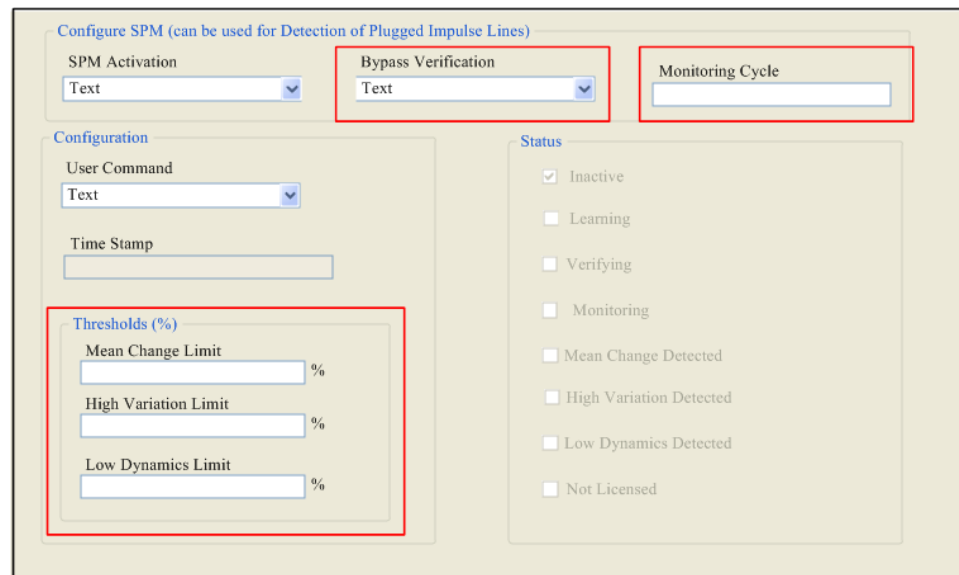 Configure SPM (can be used for Detection of Plugged Impulse Lines)
SPM Activation
Text
Bypass Verification
Text
Monitoring Cycle
Configuration
User Command
Text
Time Stamp
Thresholds (%)
Mean Change Limit
%
High Variation Limit
%
Low Dynamics Limit
%
Status
Inactive
Learning
Verifying
Monitoring
Mean Change Detected
High Variation Detected
Low Dynamics Detected
Not Licensed